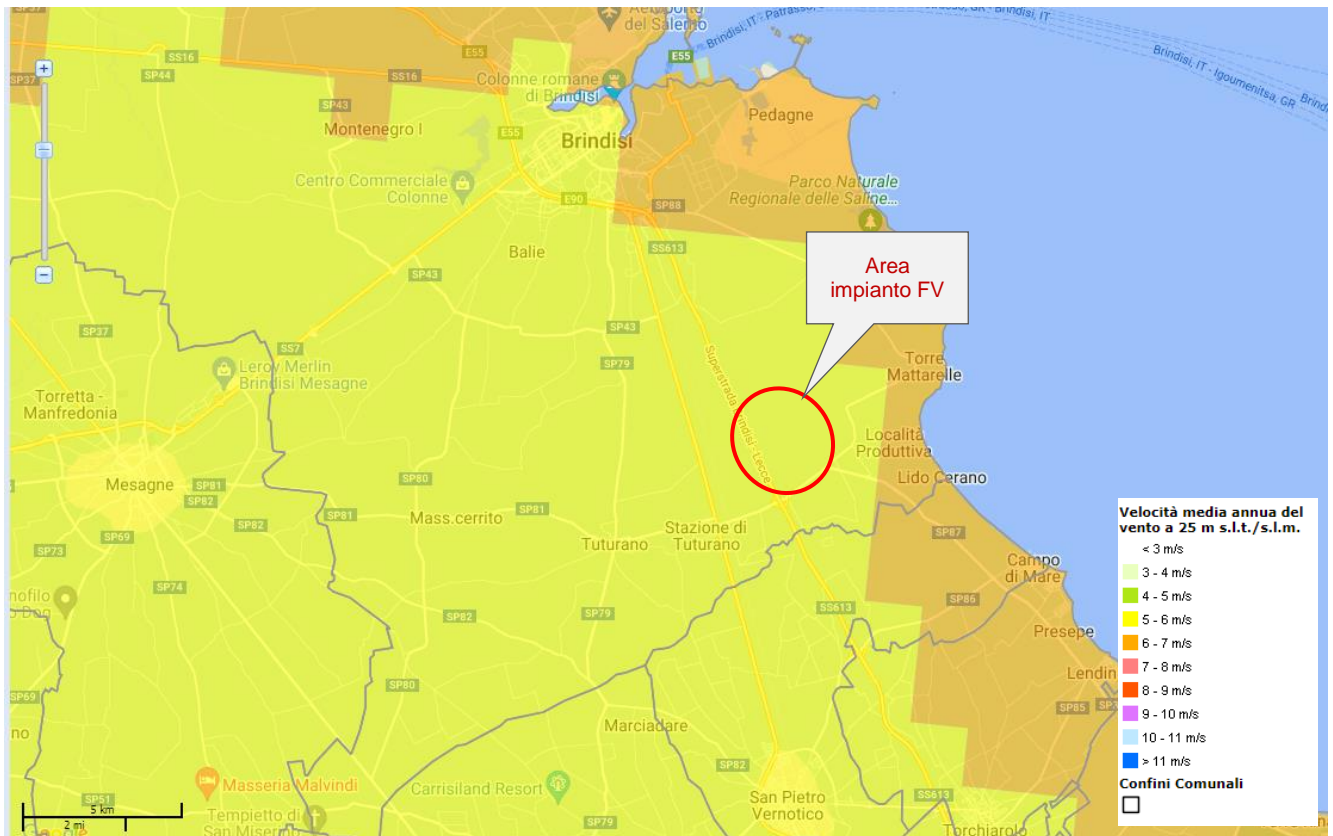 SP37
SS16
SP44
SP37
SP43
Montenegro I
E55
SS16
Aeroporto
del Salento
Brindisi, IT - Patrasso,
GR - Brindisi, IT
Brindisi, IT - Igoumenitsa, GR
E55
Colonne romane
di Brindisi
Brindisi
E55
Pedagne
Centro Commerciale
Colonne
E90
SP88
Parco Naturale
Regionale delle Saline...
SS613
Balie
SP43
Area
impianto FV
SP37
SS7
SP43
SP79
Leroy Merlin
Brindisi Mesagne
Superstrada Brindisi - Lecce
Torre
Mattarelle
Torretta -
Manfredonia
Località
Produttiva
Lido Cerano
Mesagne
SP81
SP82
SP80
SP82
SP81
Mass.cerrito
SP81
Stazione di
Tuturano
Tuturano
SP69
SP73
SP87
Campo
di Mare
SP74
SP86
SP79
SS613
SP82
Presepe
SP69
SP80
Lendin
SP85
Marciadare
SP82
Masseria Malvindi
Carrisiland Resort
San Pietro
Vernotico
SS613
SP51
Tempietto di
San Miserino
SP79
Torchiarolo
5 km
2 mi
Velocità media annua del
vento a 25 m s.l.t./s.l.m.
< 3 m/s
3 - 4 m/s
4 - 5 m/s
5 - 6 m/s
6 - 7 m/s
7 - 8 m/s
8 - 9 m/s
9 - 10 m/s
10 - 11 m/s
> 11 m/s
Confini Comunali